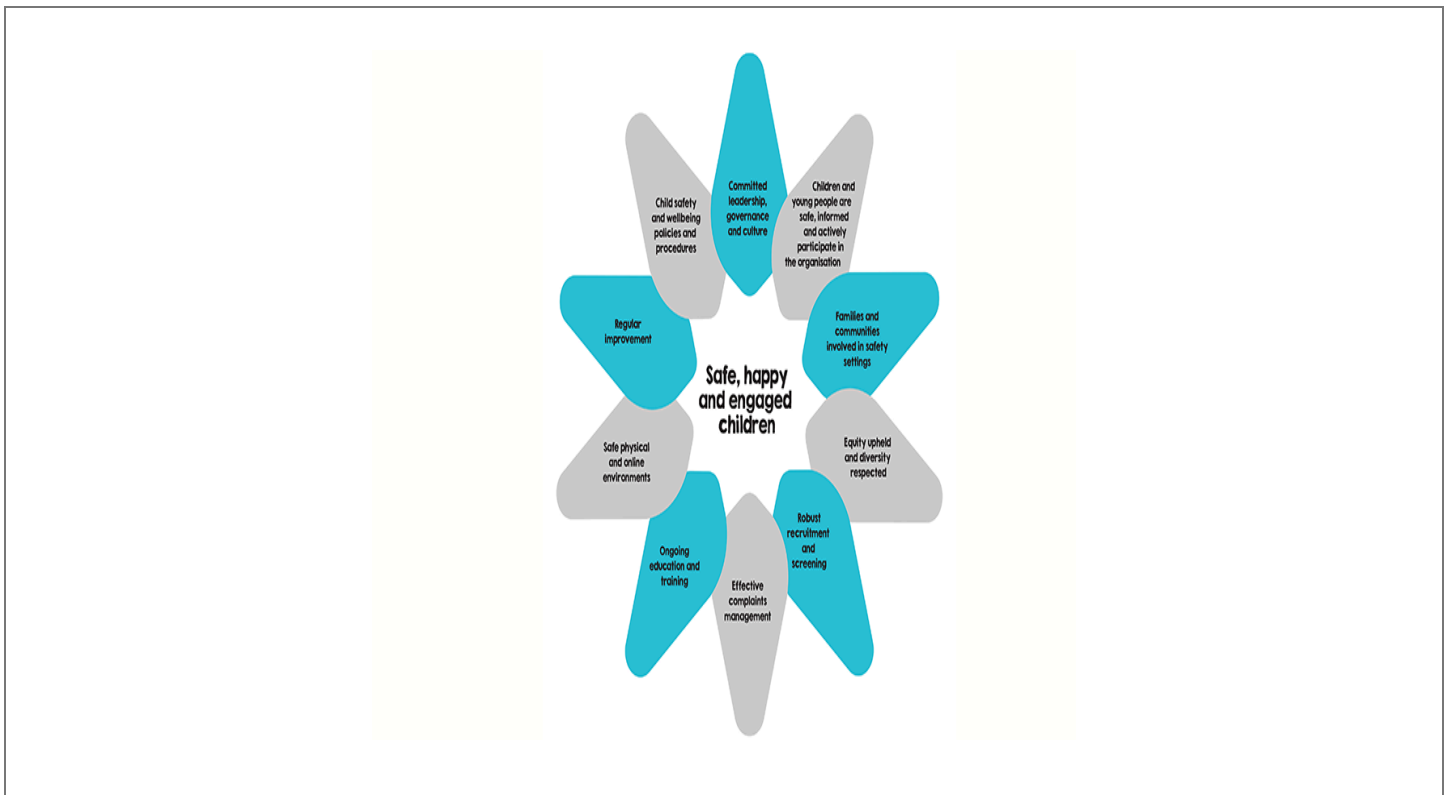 Committed
leadership,
governance
and culture
Children and
young people are
safe, informed
and actively
participate in
the organisation
Families and
communities
involved in safety
settings
Equity upheld
and diversity
respected
Robust
recruitment
and
screening
Effective
complaints
management
Ongoing
education and
training
Safe physical
and online
environments
Regular
improvement
Child safety
and wellbeing
policies and
procedures
Safe, happy
and engaged
children